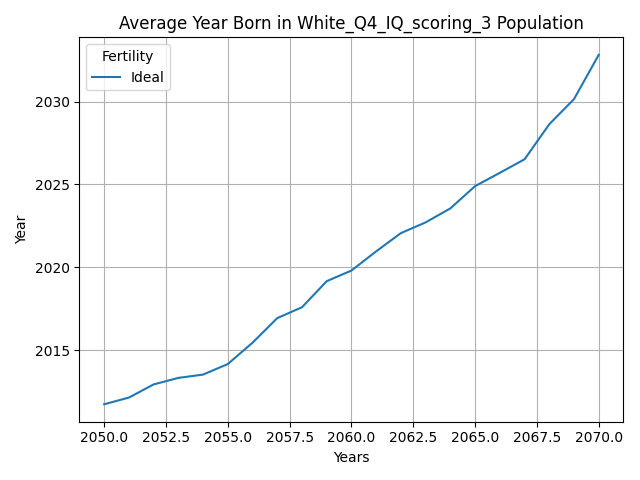 Average Year Born in White_Q4_IQ_scoring_3 Population
Fertility
Ideal
Year
2030
2025
2020
2015
2050.0 2052.5 2055.0 2057.5 2060.0 2062.5 2065.0 2067.5 2070.0
Years